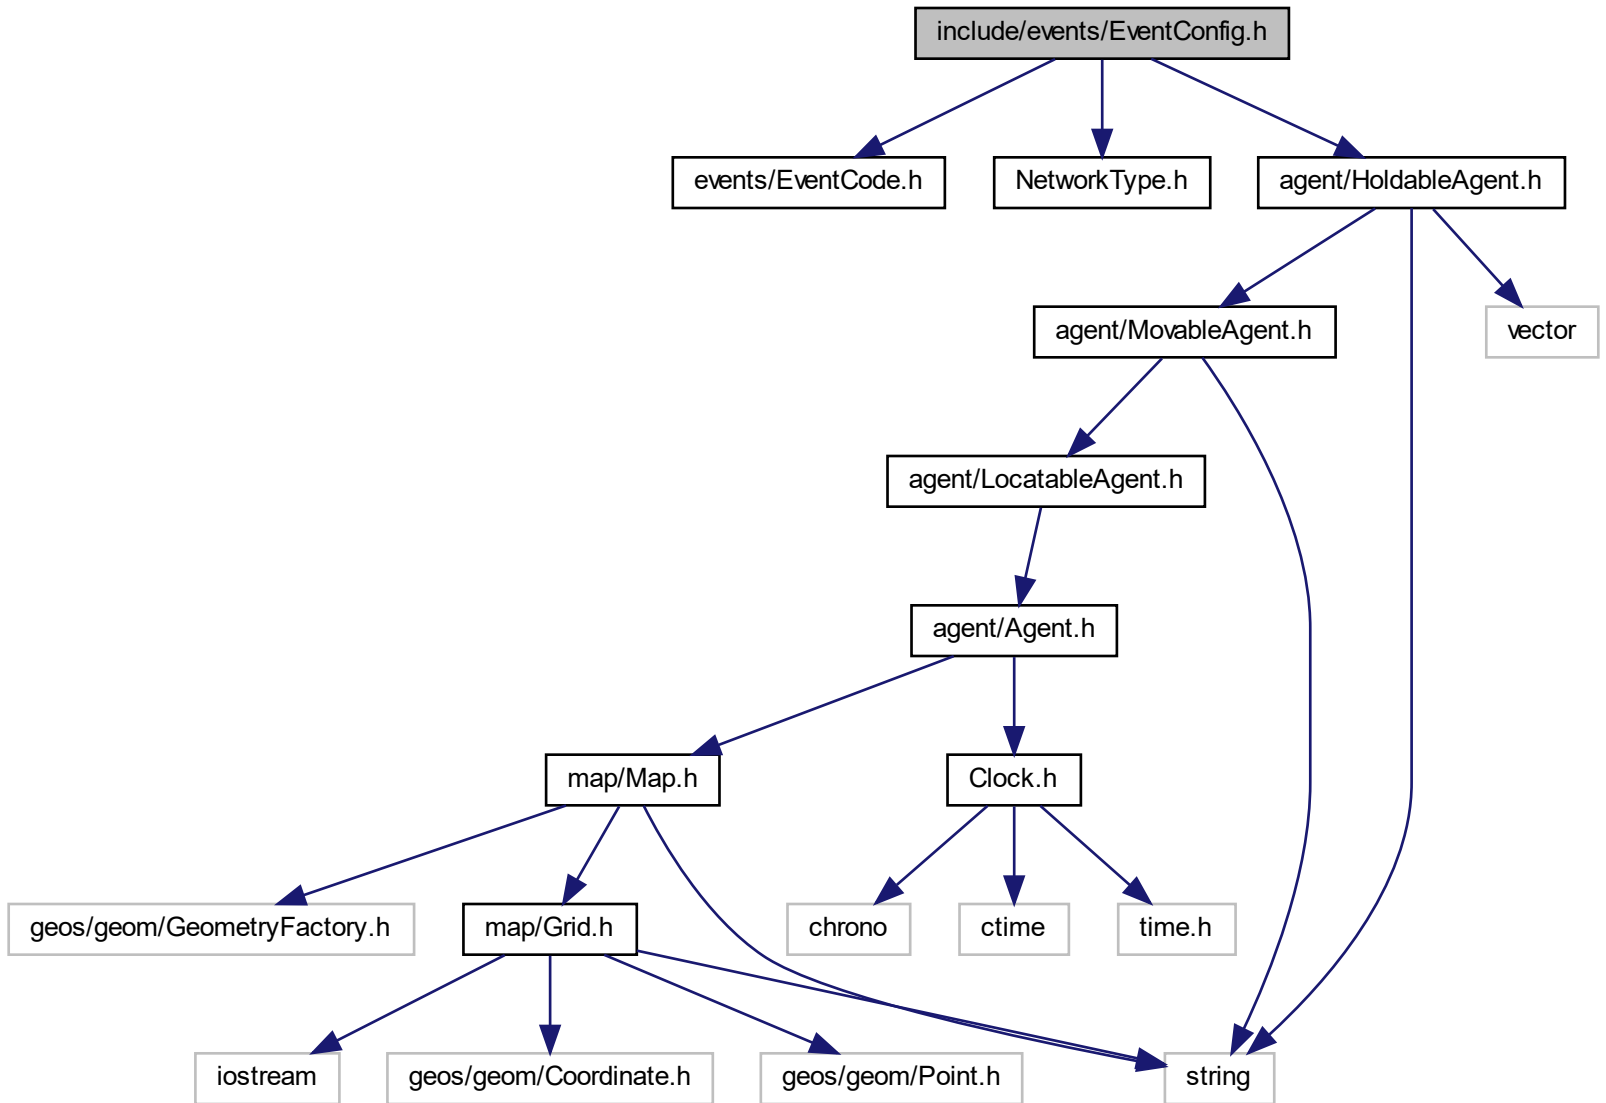 include/events/EventConfig.h
events/EventCode.h
NetworkType.h
agent/HoldableAgent.h
agent/MovableAgent.h
vector
agent/LocatableAgent.h
agent/Agent.h
map/Map.h
Clock.h
geos/geom/GeometryFactory.h
map/Grid.h
chrono
ctime
time.h
iostream
geos/geom/Coordinate.h
geos/geom/Point.h
string